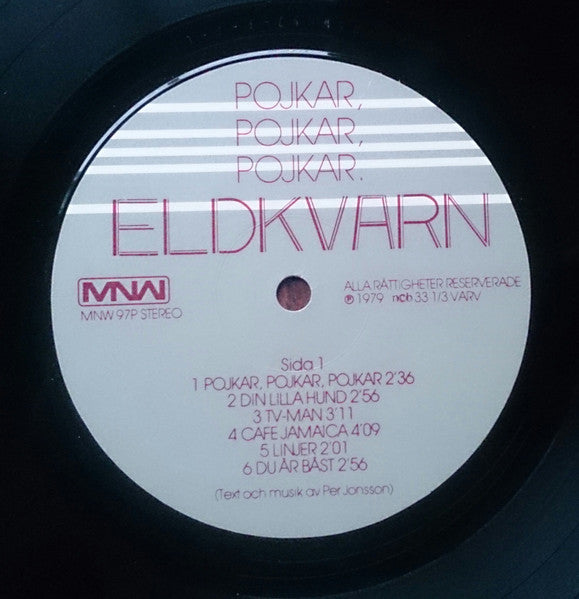 POJKAR,
POJKAR,
POJKAR.
ELDKVARN
MNW
MNW 97P STEREO
ALLA RÄTTIGHETER RESERVERADE
Ⓟ 1979 ncb 33 1/3 VARV
Sida 1
1 POJKAR, POJKAR, POJKAR 2'36
2 DIN LILLA HUND 2'56
3 TV-MAN 3'11
4 CAFE JAMAICA 4'09
5 LINJER 2'01
6 DU ÄR BÄST 2'56
(Text och musik av Per Jonsson)